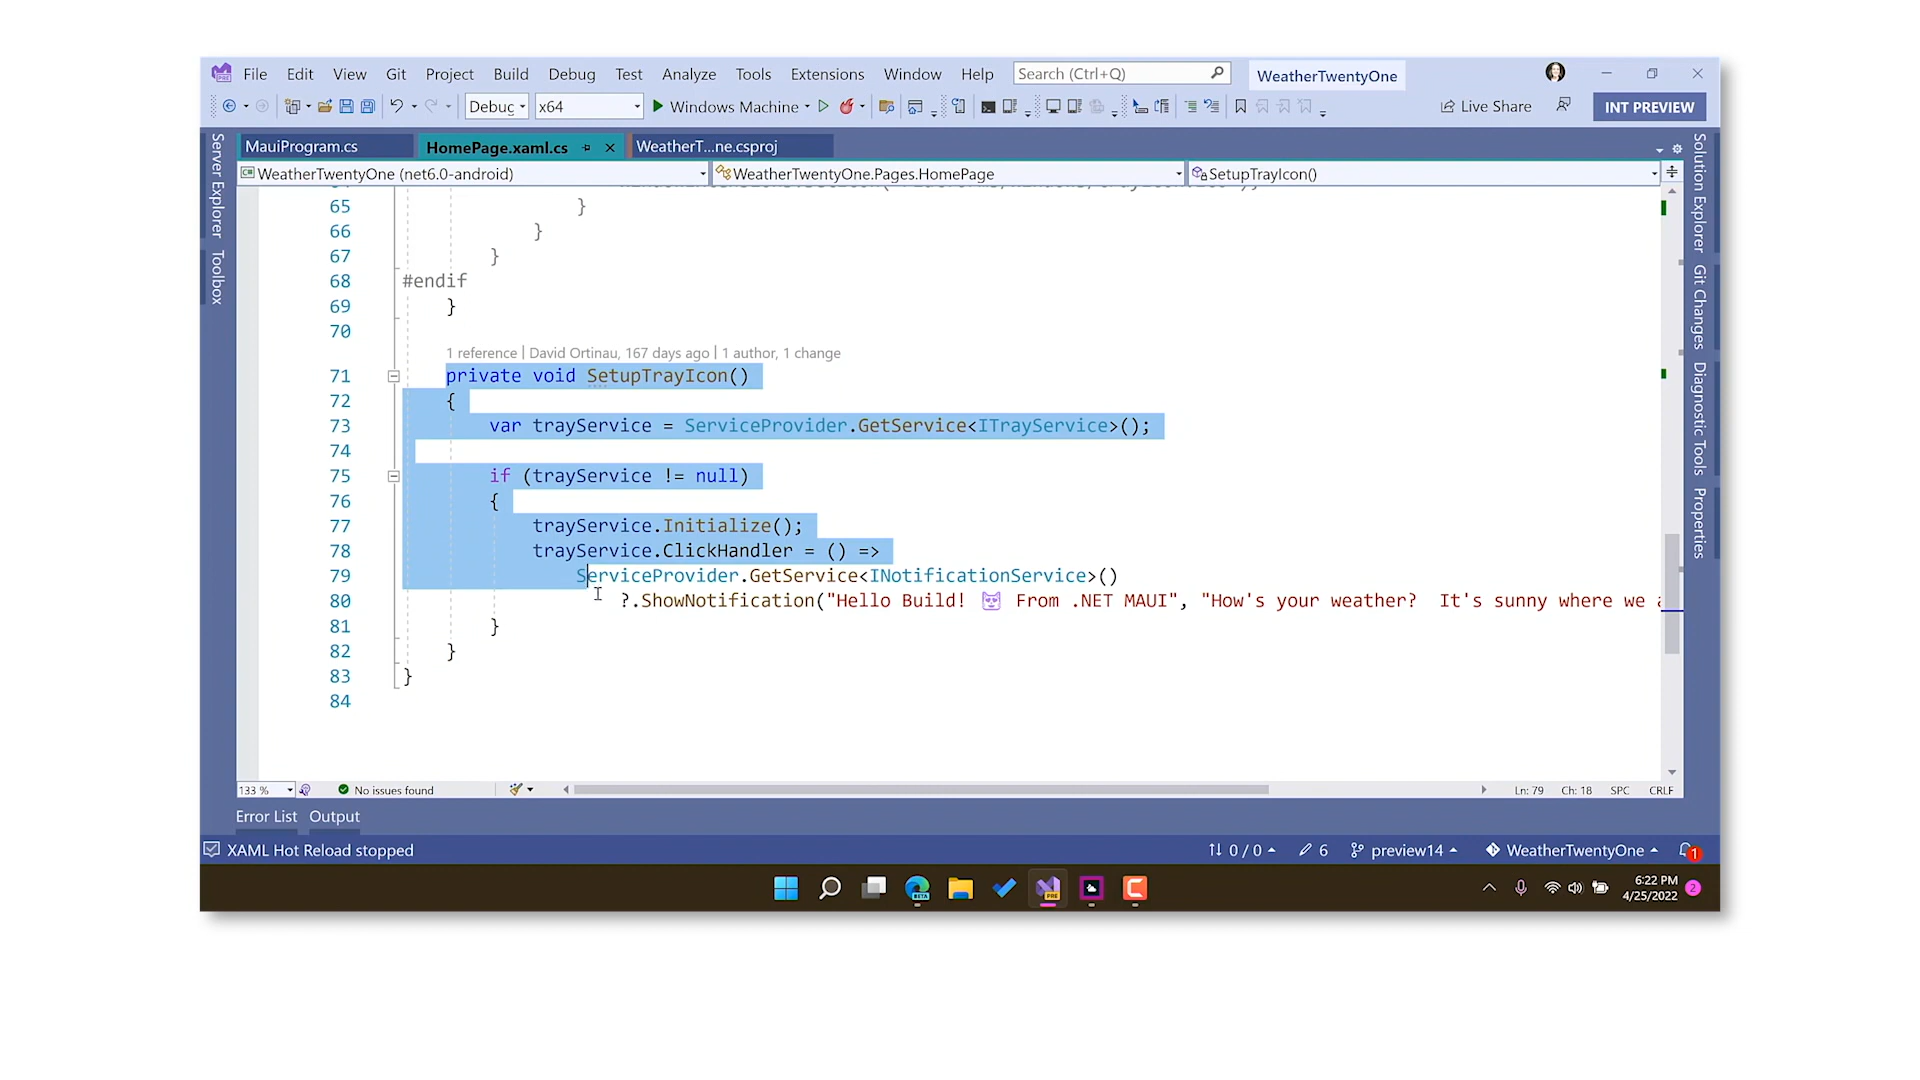 File Edit View Git Project Build Debug Test Analyze Tools Extensions Window Help Search (Ctrl+Q) WeatherTwentyOne
Debug x64 Windows Machine Live Share INT PREVIEW
MauiProgram.cs HomePage.xaml.cs WeatherT...ne.csproj
WeatherTwentyOne (net6.0-android) WeatherTwentyOne.Pages.HomePage SetupTrayIcon()
Server Explorer
Toolbox
65 }
66 }
67 }
68 #endif
69 }
70
1 reference | David Ortinau, 167 days ago | 1 author, 1 change
71 private void SetupTrayIcon()
72 {
73 var trayService = ServiceProvider.GetService<ITrayService>();
74
75 if (trayService != null)
76 {
77 trayService.Initialize();
78 trayService.ClickHandler = () =>
79 ServiceProvider.GetService<INotificationService>()
80 ?.ShowNotification("Hello Build! 😻 From .NET MAUI", "How's your weather?  It's sunny where we
81 }
82 }
83 }
84
Solution Explorer
Git Changes
Diagnostic Tools
Properties
133 % No issues found Ln: 79 Ch: 18 SPC CRLF
Error List Output
XAML Hot Reload stopped 0 / 0 6 preview14 WeatherTwentyOne 1
6:22 PM
4/25/2022 2